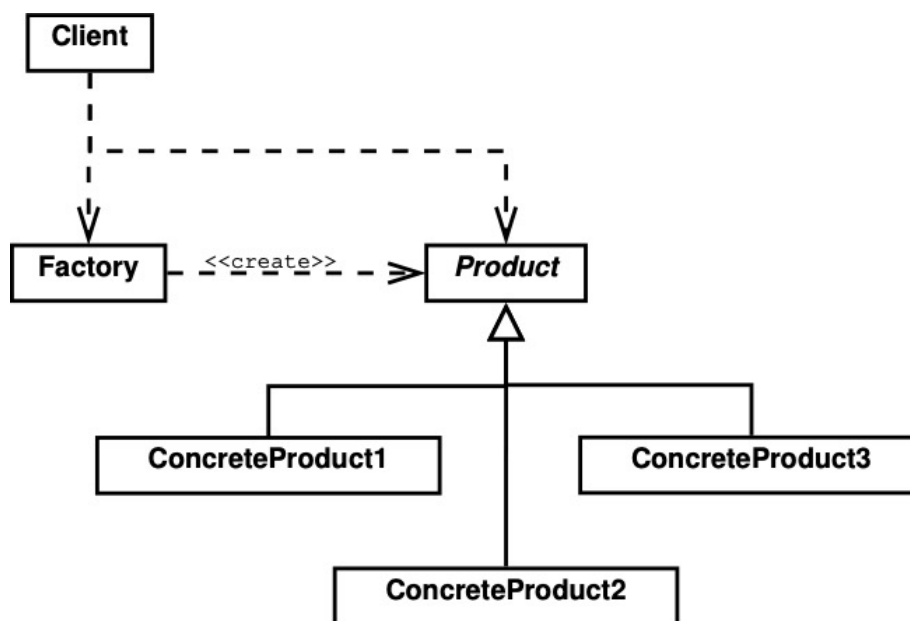 Client
Factory
<<create>>
Product
ConcreteProduct1
ConcreteProduct3
ConcreteProduct2